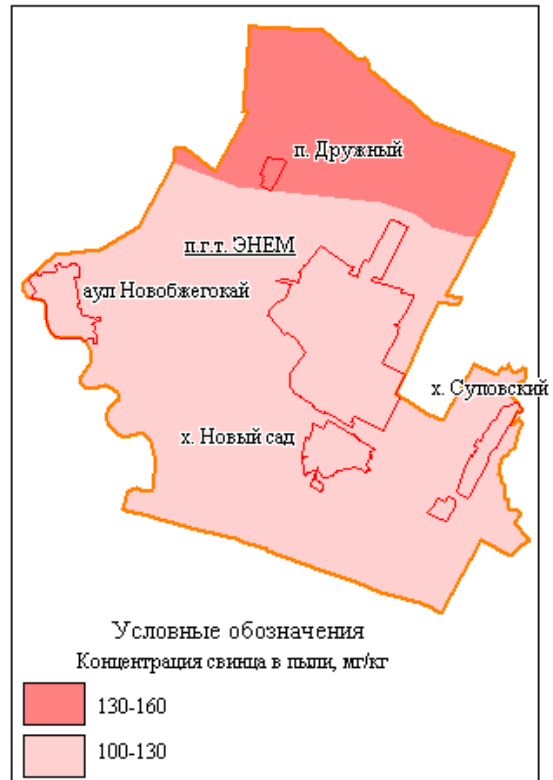 п. Дружный
п.г.т. ЭНЕМ
аул Новобжегокай
х. Суповский
х. Новый сад
Условные обозначения
Концентрация свинца в пыли, мг/кг
130-160
100-130